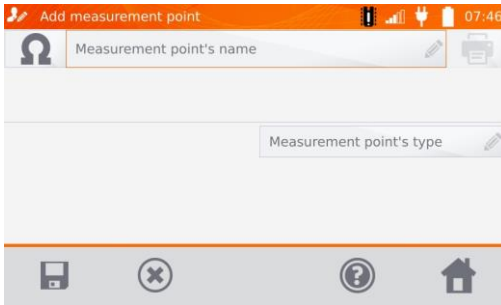 Add measurement point 07:46
Ω Measurement point's name
Measurement point's type
?